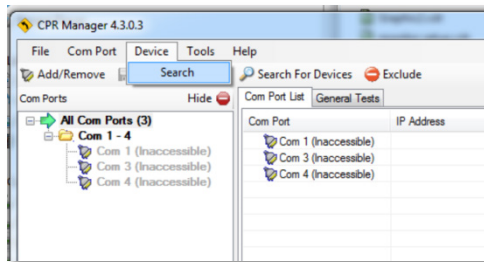 CPR Manager 4.3.0.3
File Com Port Device Tools Help
Add/Remove Search Search For Devices Exclude
Com Ports Hide Com Port List General Tests
All Com Ports (3) Com Port IP Address
Com 1 - 4 Com 1 (Inaccessible)
Com 1 (Inaccessible) Com 3 (Inaccessible)
Com 3 (Inaccessible) Com 4 (Inaccessible)
Com 4 (Inaccessible)